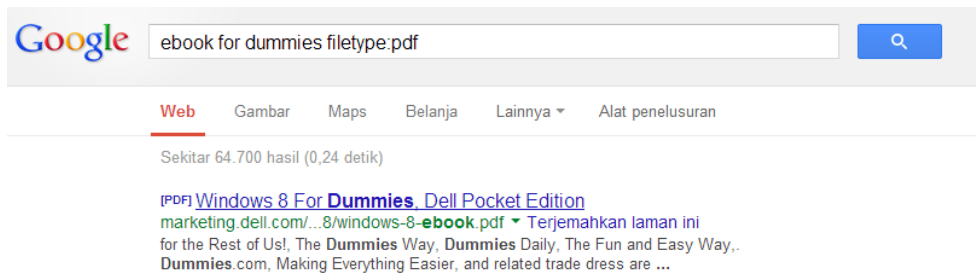 Google ebook for dummies filetype:pdf
Web Gambar Maps Belanja Lainnya Alat penelusuran
Sekitar 64.700 hasil (0,24 detik)
[PDF] Windows 8 For Dummies, Dell Pocket Edition
marketing.dell.com/...8/windows-8-ebook.pdf Terjemahkan laman ini
for the Rest of Us!, The Dummies Way, Dummies Daily, The Fun and Easy Way,.
Dummies.com, Making Everything Easier, and related trade dress are ...